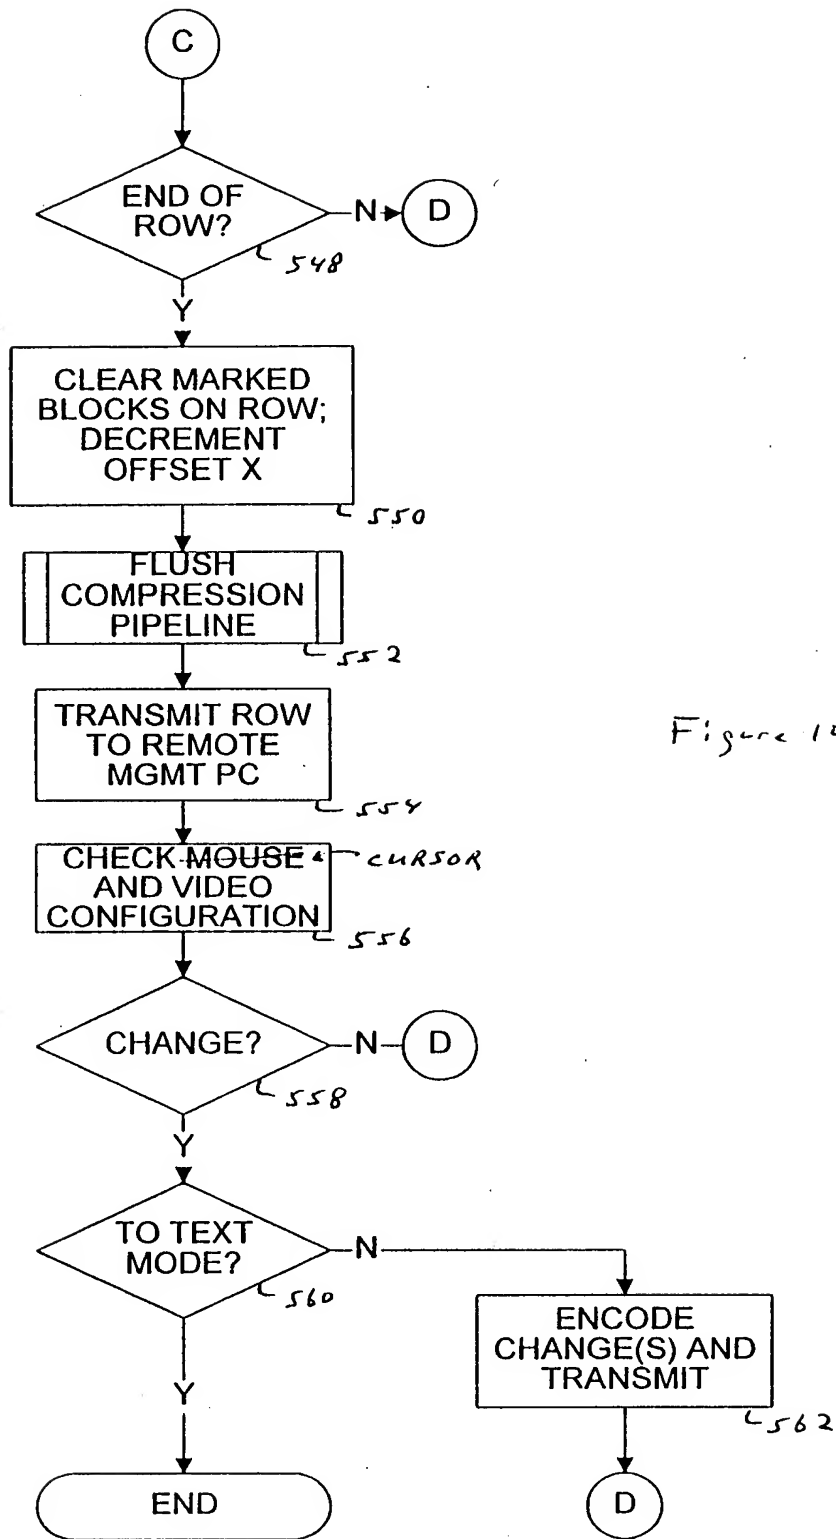 C
END OF
ROW?
N
D
548
Y
CLEAR MARKED
BLOCKS ON ROW;
DECREMENT
OFFSET X
550
FLUSH
COMPRESSION
PIPELINE
552
TRANSMIT ROW
TO REMOTE
MGMT PC
554
Figure
CHECK MOUSE CURSOR
AND VIDEO
CONFIGURATION
556
CHANGE?
N
D
558
Y
TO TEXT
MODE?
N
560
ENCODE
CHANGE(S) AND
TRANSMIT
562
Y
END
D